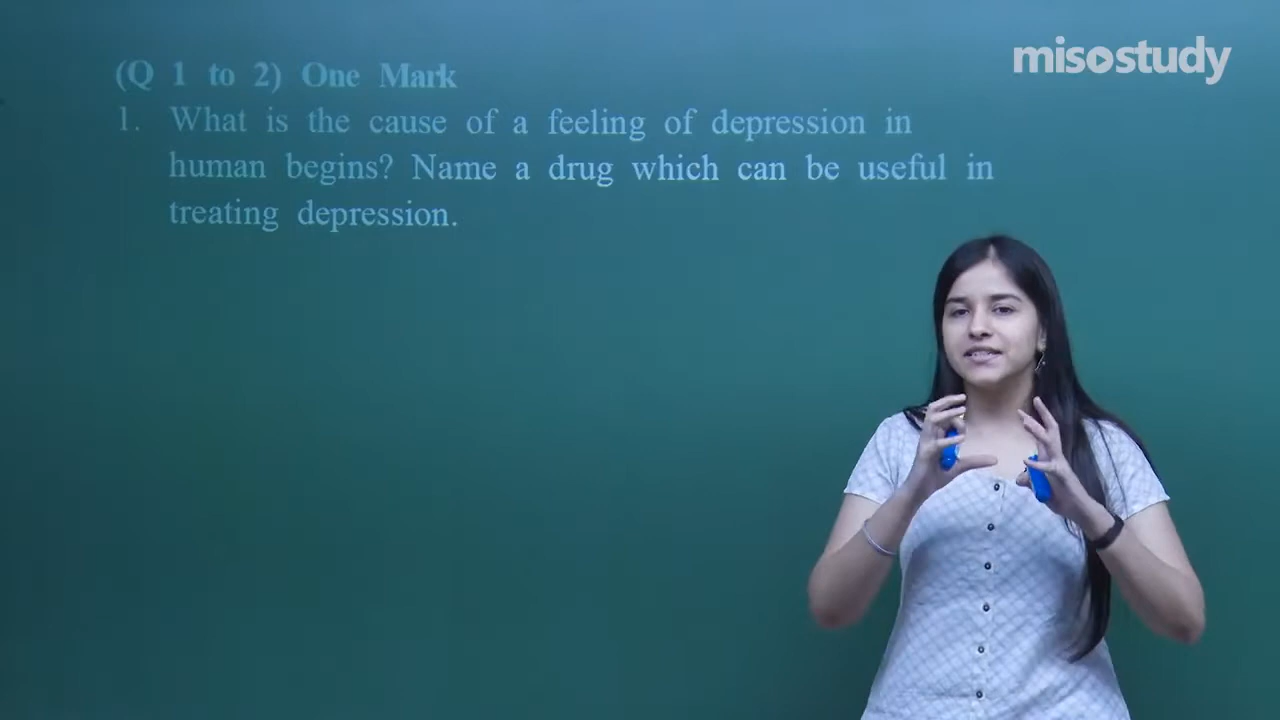 misostudy
(Q 1 to 2) One Mark
1. What is the cause of a feeling of depression in
human begins? Name a drug which can be useful in
treating depression.